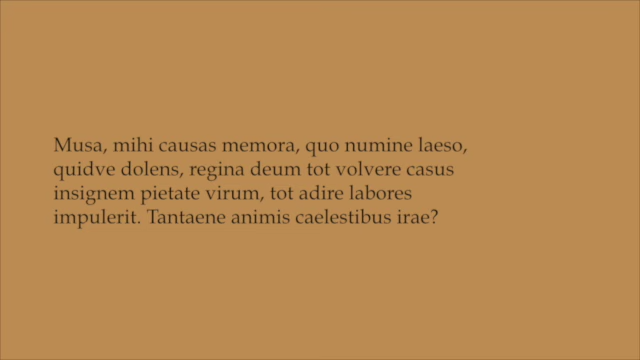 Musa, mihi causas memora, quo numine laeso,
quidve dolens, regina deum tot volvere casus
insignem pietate virum, tot adire labores
impulerit. Tantaene animis caelestibus irae?